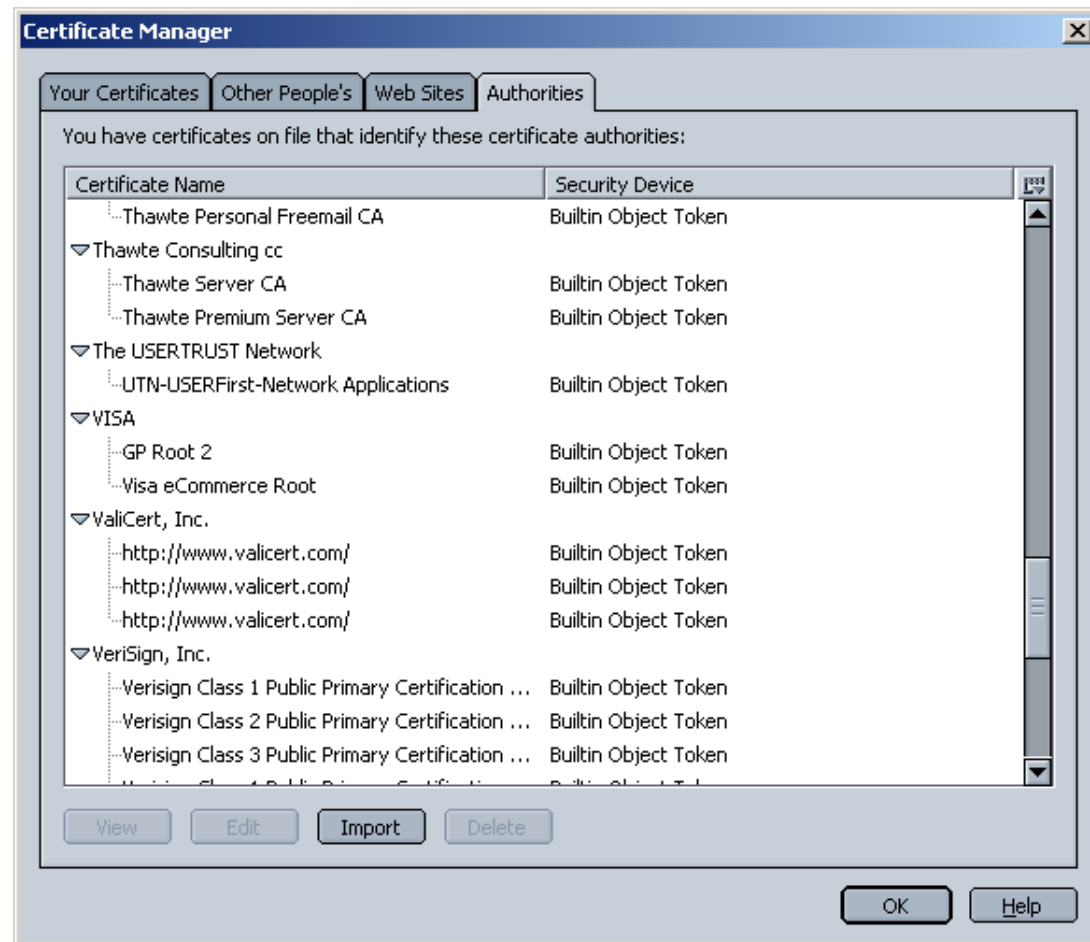 Certificate Manager
Your Certificates Other People's Web Sites Authorities
You have certificates on file that identify these certificate authorities:
Certificate Name Security Device
Thawte Personal Freemail CA Builtin Object Token
Thawte Consulting cc
Thawte Server CA Builtin Object Token
Thawte Premium Server CA Builtin Object Token
The USERTRUST Network
UTN-USERFirst-Network Applications Builtin Object Token
VISA
GP Root 2 Builtin Object Token
Visa eCommerce Root Builtin Object Token
ValiCert, Inc.
http://www.valicert.com/ Builtin Object Token
http://www.valicert.com/ Builtin Object Token
http://www.valicert.com/ Builtin Object Token
VeriSign, Inc.
Verisign Class 1 Public Primary Certification ... Builtin Object Token
Verisign Class 2 Public Primary Certification ... Builtin Object Token
Verisign Class 3 Public Primary Certification ... Builtin Object Token
View Edit Import Delete
OK Help